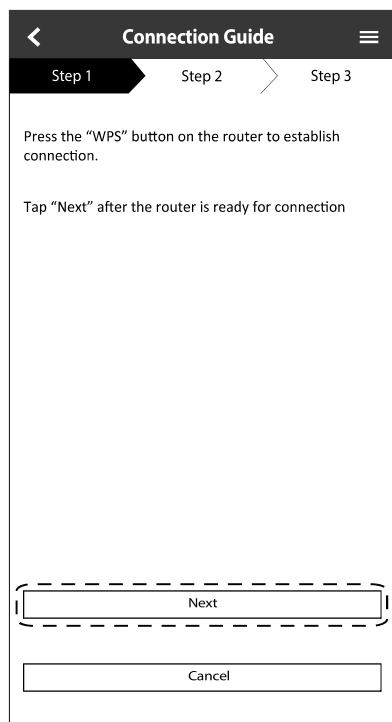 Connection Guide
Step 1 Step 2 Step 3
Press the “WPS” button on the router to establish
connection.
Tap “Next” after the router is ready for connection
Next
Cancel